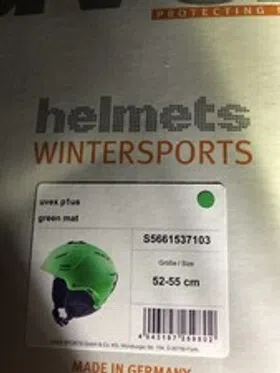 PROTECTING
helmets
WINTERSPORTS
uvex p1us
green mat
S5661537103
Größe / Size
52-55 cm
MADE IN GERMANY